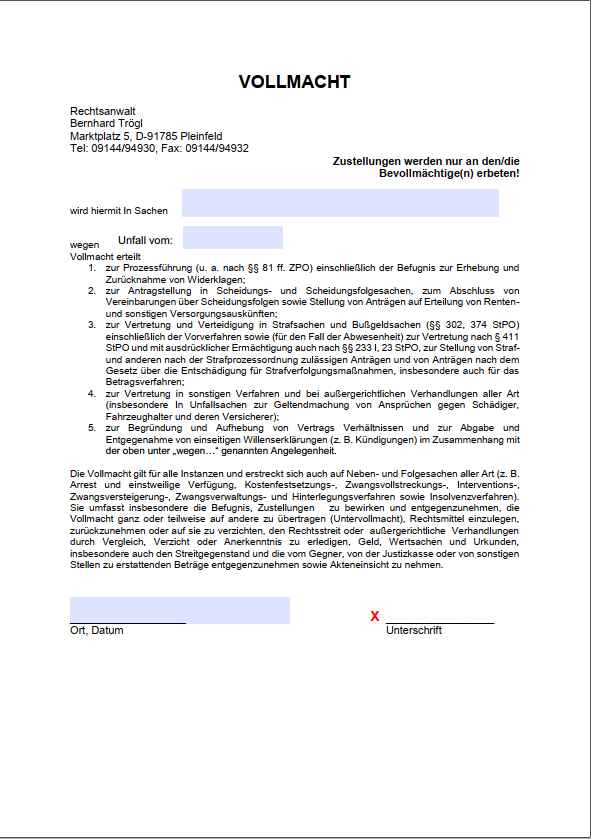 VOLLMACHT
Rechtsanwalt
Bernhard Trögl
Marktplatz 5, D-91785 Pleinfeld
Tel: 09144/94930, Fax: 09144/94932
Zustellungen werden nur an den/die
Bevollmächtige(n) erbeten!
wird hiermit In Sachen
wegen Unfall vom:
Vollmacht erteilt
1. zur Prozessführung (u. a. nach §§ 81 ff. ZPO) einschließlich der Befugnis zur Erhebung und
Zurücknahme von Widerklagen;
2. zur Antragstellung in Scheidungs- und Scheidungsfolgesachen, zum Abschluss von
Vereinbarungen über Scheidungsfolgen sowie Stellung von Anträgen auf Erteilung von Renten-
und sonstigen Versorgungsauskünften;
3. zur Vertretung und Verteidigung in Strafsachen und Bußgeldsachen (§§ 302, 374 StPO)
einschließlich der Vorverfahren sowie (für den Fall der Abwesenheit) zur Vertretung nach § 411
StPO und mit ausdrücklicher Ermächtigung auch nach §§ 233 I, 23 StPO, zur Stellung von Straf-
und anderen nach der Strafprozessordnung zulässigen Anträgen und von Anträgen nach dem
Gesetz über die Entschädigung für Strafverfolgungsmaßnahmen, insbesondere auch für das
Betragsverfahren;
4. zur Vertretung in sonstigen Verfahren und bei außergerichtlichen Verhandlungen aller Art
(insbesondere In Unfallsachen zur Geltendmachung von Ansprüchen gegen Schädiger,
Fahrzeughalter und deren Versicherer);
5. zur Begründung und Aufhebung von Vertrags Verhältnissen und zur Abgabe und
Entgegenahme von einseitigen Willenserklärungen (z. B. Kündigungen) im Zusammenhang mit
der oben unter „wegen…“ genannten Angelegenheit.
Die Vollmacht gilt für alle Instanzen und erstreckt sich auch auf Neben- und Folgesachen aller Art (z. B.
Arrest und einstweilige Verfügung, Kostenfestsetzungs-, Zwangsvollstreckungs-, Interventions-,
Zwangsversteigerungs-, Zwangsverwaltungs- und Hinterlegungsverfahren sowie Insolvenzverfahren).
Sie umfasst insbesondere die Befugnis, Zustellungen zu bewirken und entgegenzunehmen, die
Vollmacht ganz oder teilweise auf andere zu übertragen (Untervollmacht), Rechtsmittel einzulegen,
zurückzunehmen oder auf sie zu verzichten, den Rechtsstreit oder außergerichtliche Verhandlungen
durch Vergleich, Verzicht oder Anerkenntnis zu erledigen, Geld, Wertsachen und Urkunden,
insbesondere auch den Streitgegenstand und die vom Gegner, von der Justizkasse oder von sonstigen
Stellen zu erstattenden Beträge entgegenzunehmen sowie Akteneinsicht zu nehmen.
X
Ort, Datum Unterschrift